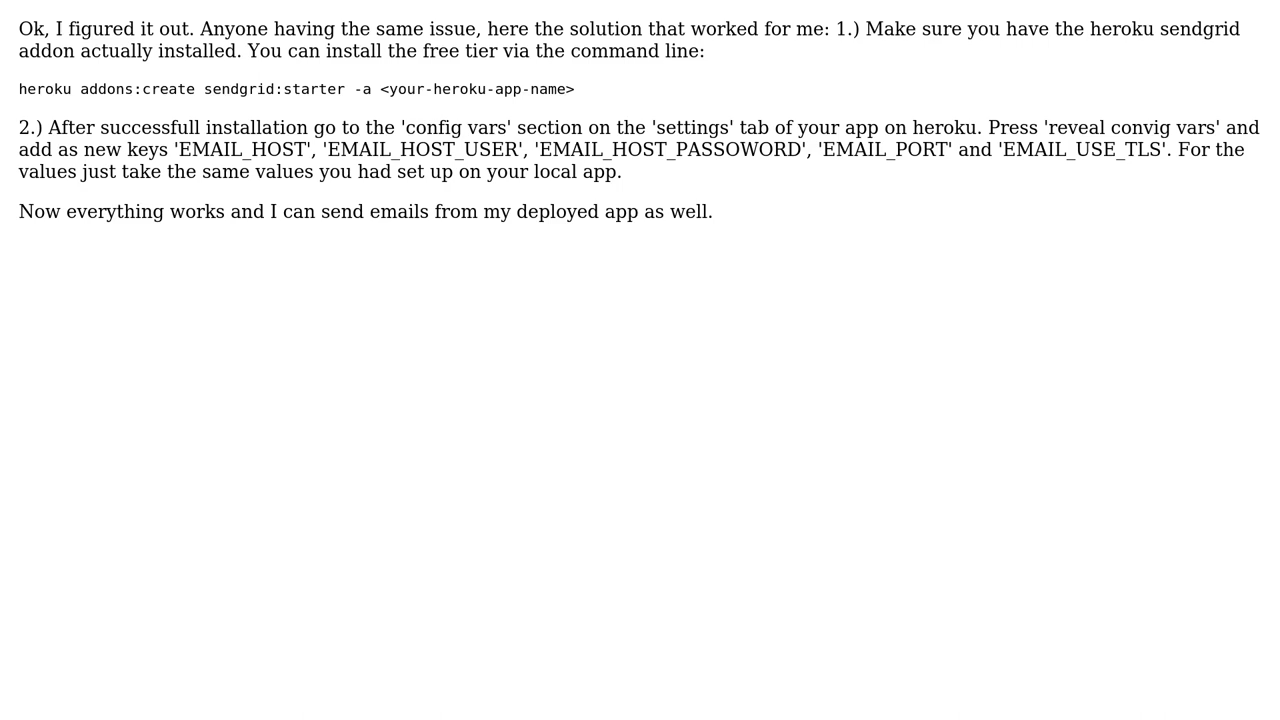 Ok, I figured it out. Anyone having the same issue, here the solution that worked for me: 1.) Make sure you have the heroku sendgrid
addon actually installed. You can install the free tier via the command line:
heroku addons:create sendgrid:starter -a <your-heroku-app-name>
2.) After successfull installation go to the 'config vars' section on the 'settings' tab of your app on heroku. Press 'reveal convig vars' and
add as new keys 'EMAIL_HOST', 'EMAIL_HOST_USER', 'EMAIL_HOST_PASSOWORD', 'EMAIL_PORT' and 'EMAIL_USE_TLS'. For the
values just take the same values you had set up on your local app.
Now everything works and I can send emails from my deployed app as well.